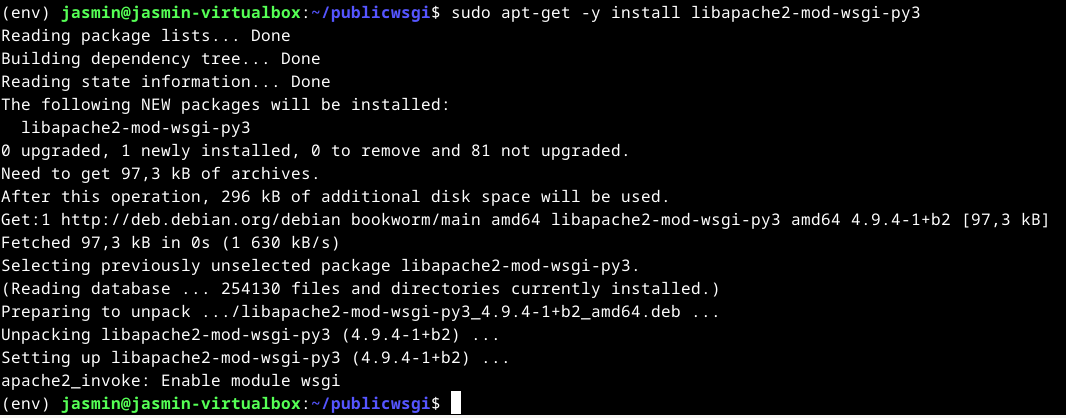 (env) jasmin@jasmin-virtualbox:~/publicwsgi$ sudo apt-get -y install libapache2-mod-wsgi-py3
Reading package lists... Done
Building dependency tree... Done
Reading state information... Done
The following NEW packages will be installed:
  libapache2-mod-wsgi-py3
0 upgraded, 1 newly installed, 0 to remove and 81 not upgraded.
Need to get 97,3 kB of archives.
After this operation, 296 kB of additional disk space will be used.
Get:1 http://deb.debian.org/debian bookworm/main amd64 libapache2-mod-wsgi-py3 amd64 4.9.4-1+b2 [97,3 kB]
Fetched 97,3 kB in 0s (1 630 kB/s)
Selecting previously unselected package libapache2-mod-wsgi-py3.
(Reading database ... 254130 files and directories currently installed.)
Preparing to unpack .../libapache2-mod-wsgi-py3_4.9.4-1+b2_amd64.deb ...
Unpacking libapache2-mod-wsgi-py3 (4.9.4-1+b2) ...
Setting up libapache2-mod-wsgi-py3 (4.9.4-1+b2) ...
apache2_invoke: Enable module wsgi
(env) jasmin@jasmin-virtualbox:~/publicwsgi$